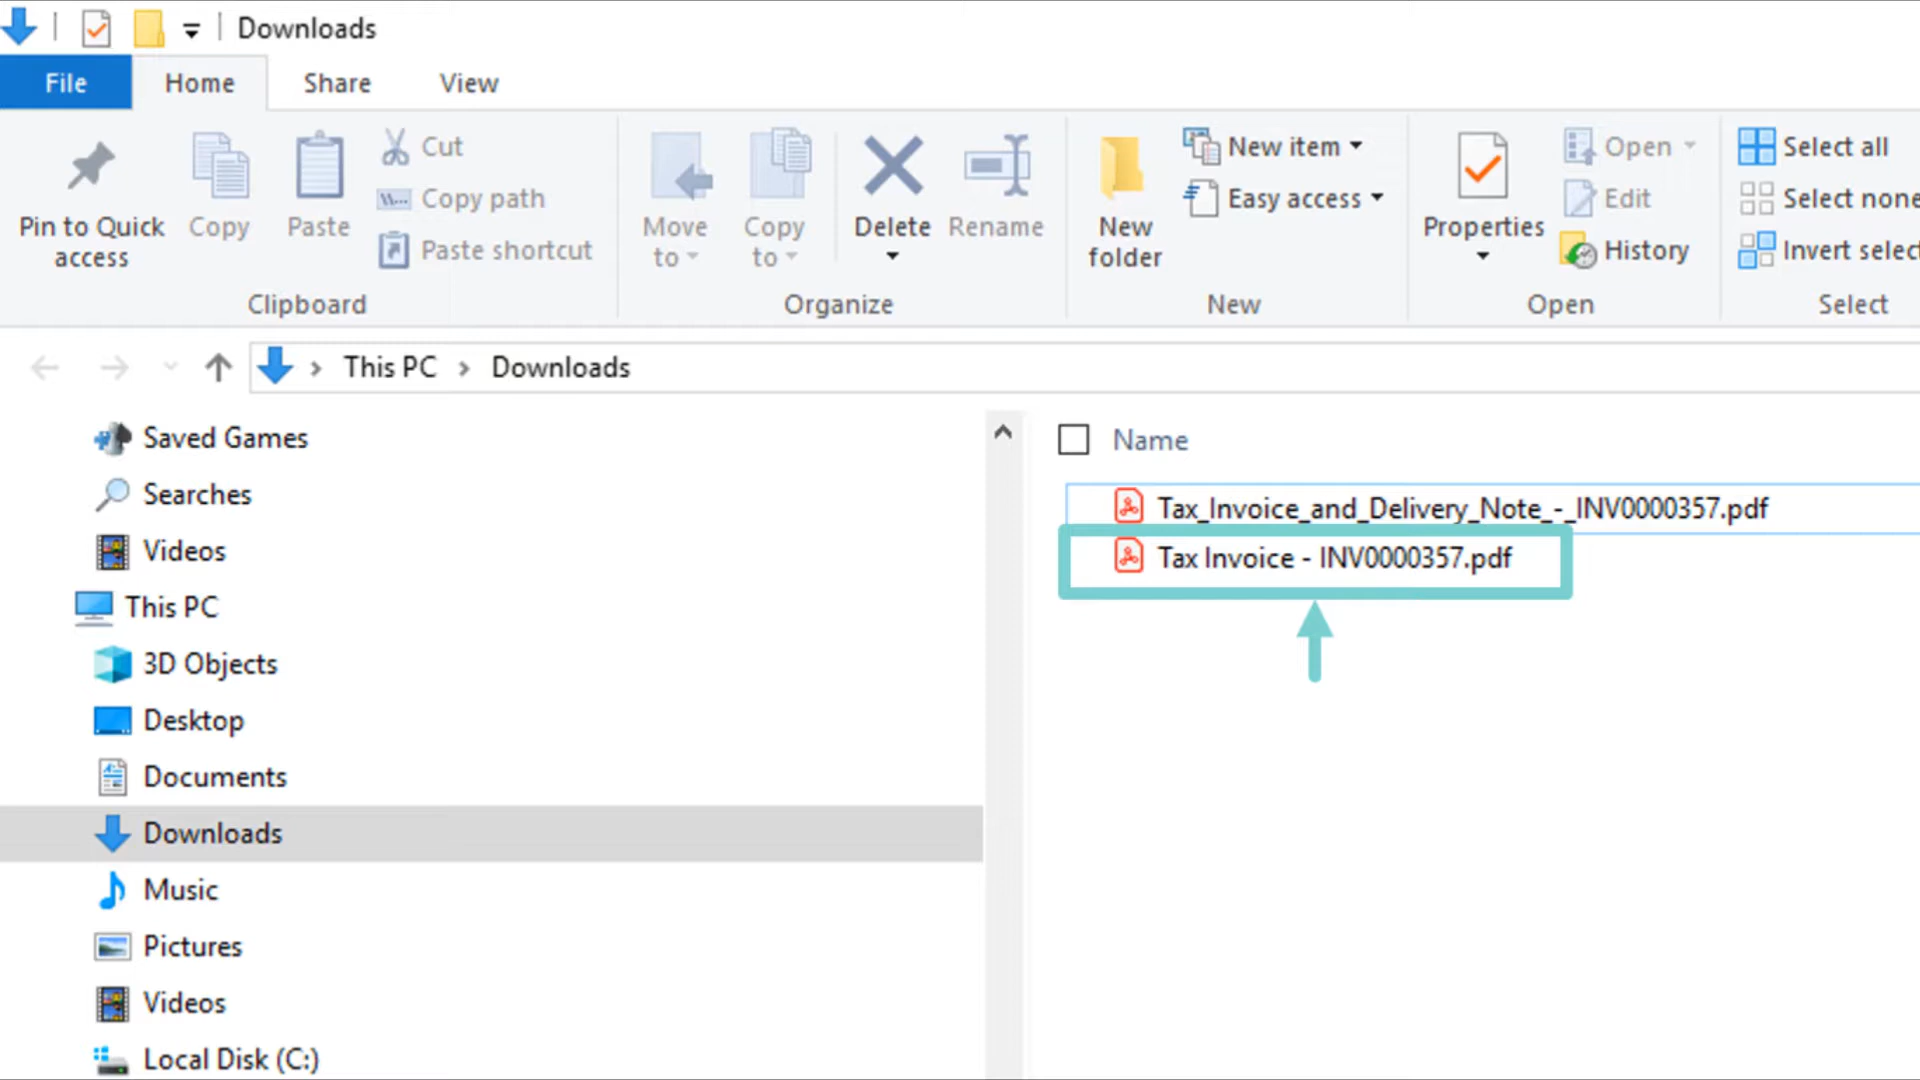 Downloads
File Home Share View
Pin to Quick access
Copy
Paste
Cut
Copy path
Paste shortcut
Clipboard
Move to
Copy to
Delete
Rename
Organize
New folder
New item
Easy access
New
Properties
Open
Edit
History
Open
Select all
Select none
Invert select
Select
This PC > Downloads
Saved Games
Searches
Videos
This PC
3D Objects
Desktop
Documents
Downloads
Music
Pictures
Videos
Local Disk (C:)
Name
Tax_Invoice_and_Delivery_Note_-_INV0000357.pdf
Tax Invoice - INV0000357.pdf